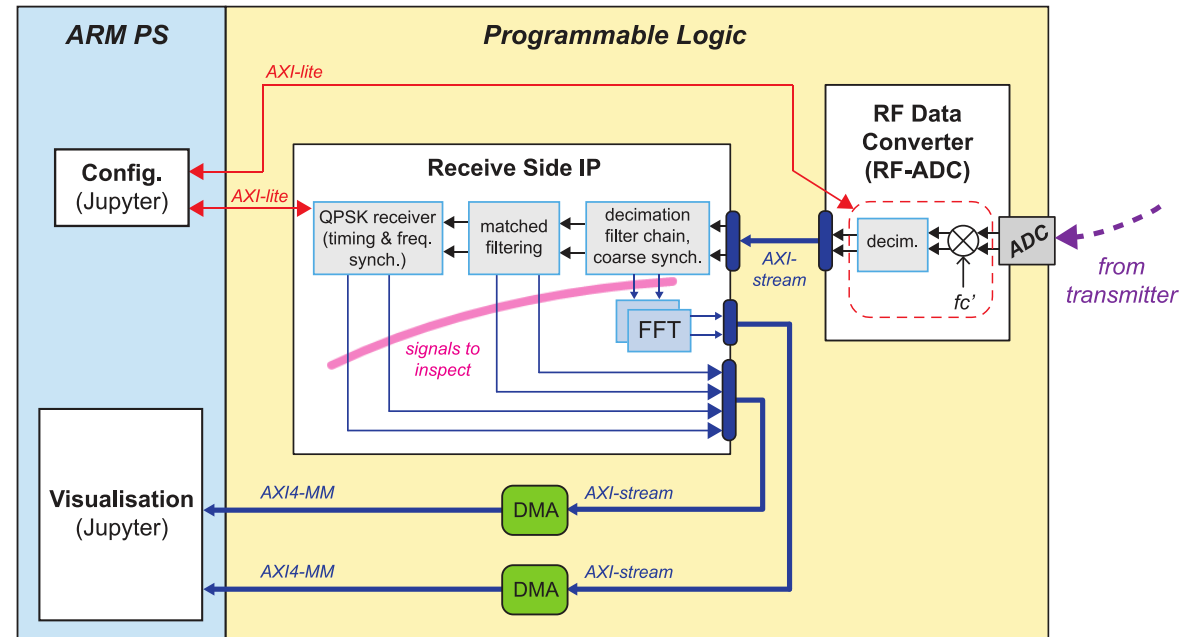 ARM PS
Programmable Logic
AXI-lite
RF Data
Converter
(RF-ADC)
Config.
(Jupyter)
AXI-lite
Receive Side IP
QPSK receiver
(timing & freq.
synch.)
matched
filtering
decimation
filter chain,
coarse synch.
AXI-
stream
decim.
fc’
ADC
from
transmitter
FFT
signals to
inspect
Visualisation
(Jupyter)
AXI4-MM
DMA
AXI-stream
AXI4-MM
DMA
AXI-stream